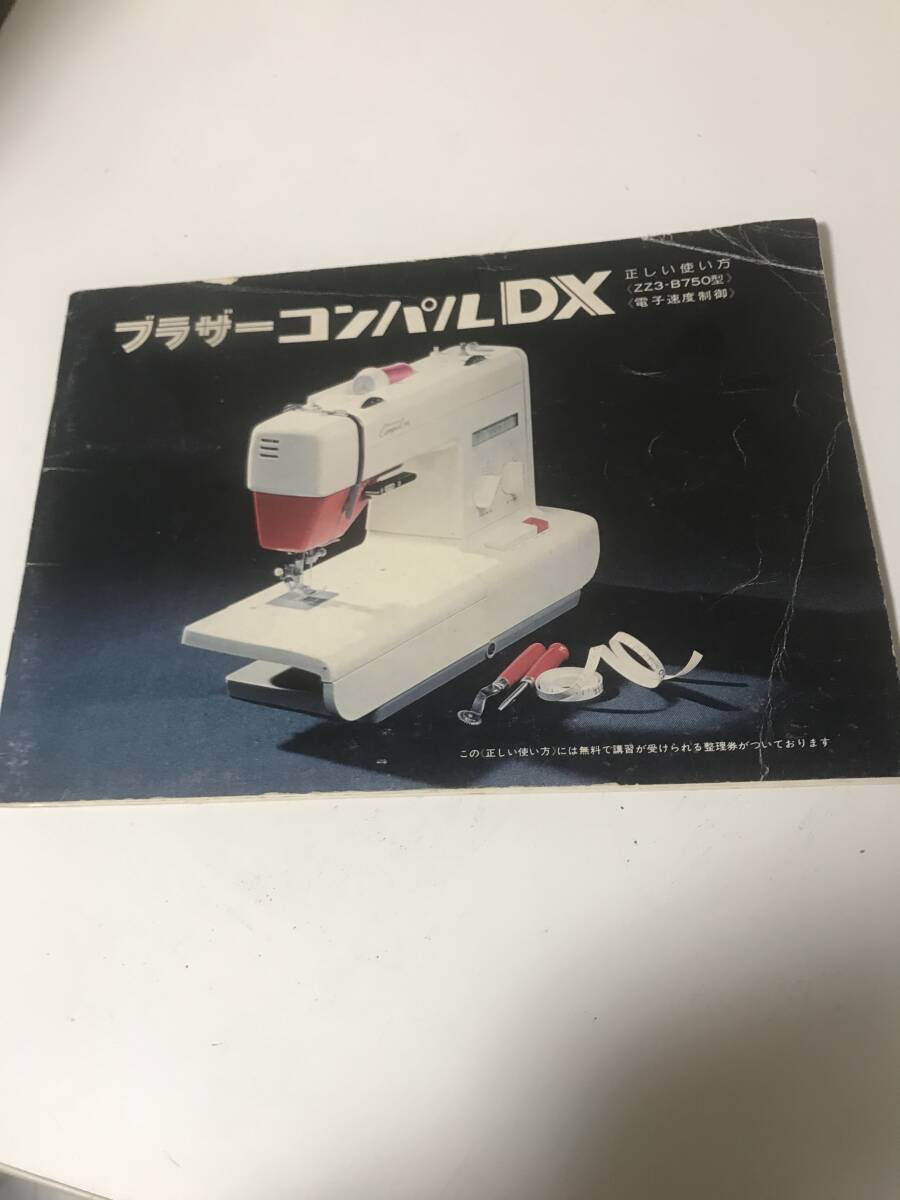 ブラザーコンパルDX
正しい使い方
《ZZ3-B750型》
《電子速度制御》
Compal DX
この《正しい使い方》には無料で講習が受けられる整理券がついております